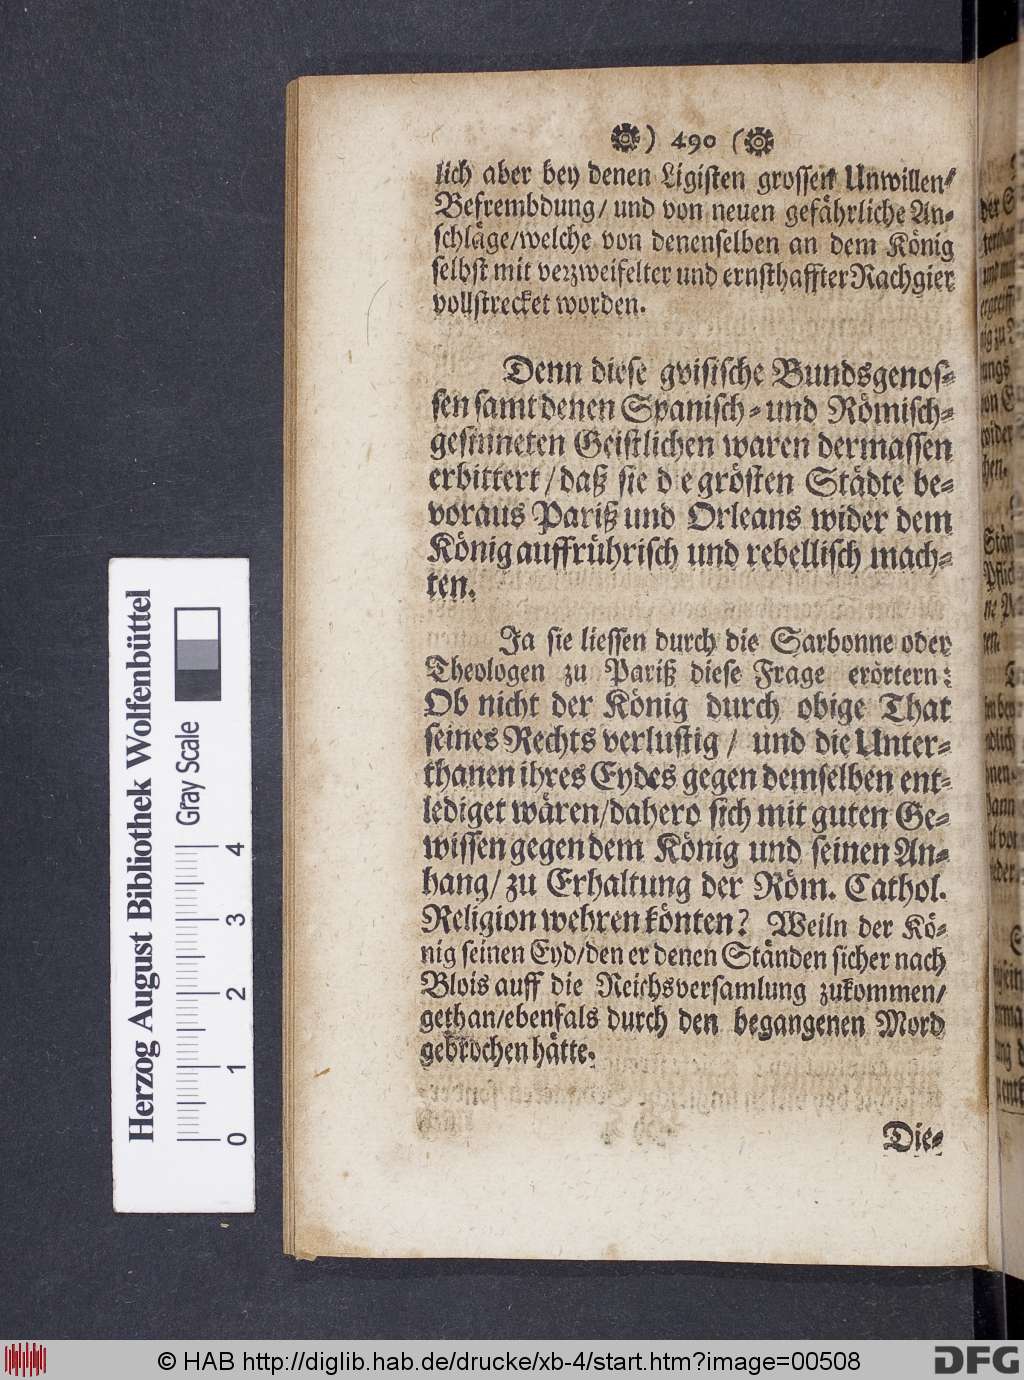 ) 490 (
lich aber bey denen Ligisten grossen Unwillen/
Befrembdung/ und von neuen gefährliche An-
schläge/welche von denenselben an dem König
selbst mit verzweifelter und ernsthaffter Rachgier
vollstrecket worden.
Denn diese gvisische Bundsgenos-
sen samt denen Spanisch- und Römisch-
gesinneten Geistlichen waren dermassen
erbittert/ daß sie die grösten Städte be-
voraus Pariß und Orleans wider dem
König auffrührisch und rebellisch mach-
ten.
Ja sie liessen durch die Sarbonne oder
Theologen zu Pariß diese Frage erörtern:
Ob nicht der König durch obige That
seines Rechts verlustig/ und die Unter-
thanen ihres Eydes gegen demselben ent-
lediget wären/dahero sich mit guten Ge-
wissen gegen dem König und seinen An-
hang/ zu Erhaltung der Röm. Cathol.
Religion wehren könten? Weiln der Kö-
nig seinen Eyd/den er denen Ständen sicher nach
Blois auff die Reichsversamlung zukommen/
gethan/ebenfals durch den begangenen Mord
gebrochen hätte.
Die-
Herzog August Bibliothek Wolfenbüttel
Gray Scale
0 1 2 3 4
© HAB http://diglib.hab.de/drucke/xb-4/start.htm?image=00508
DFG